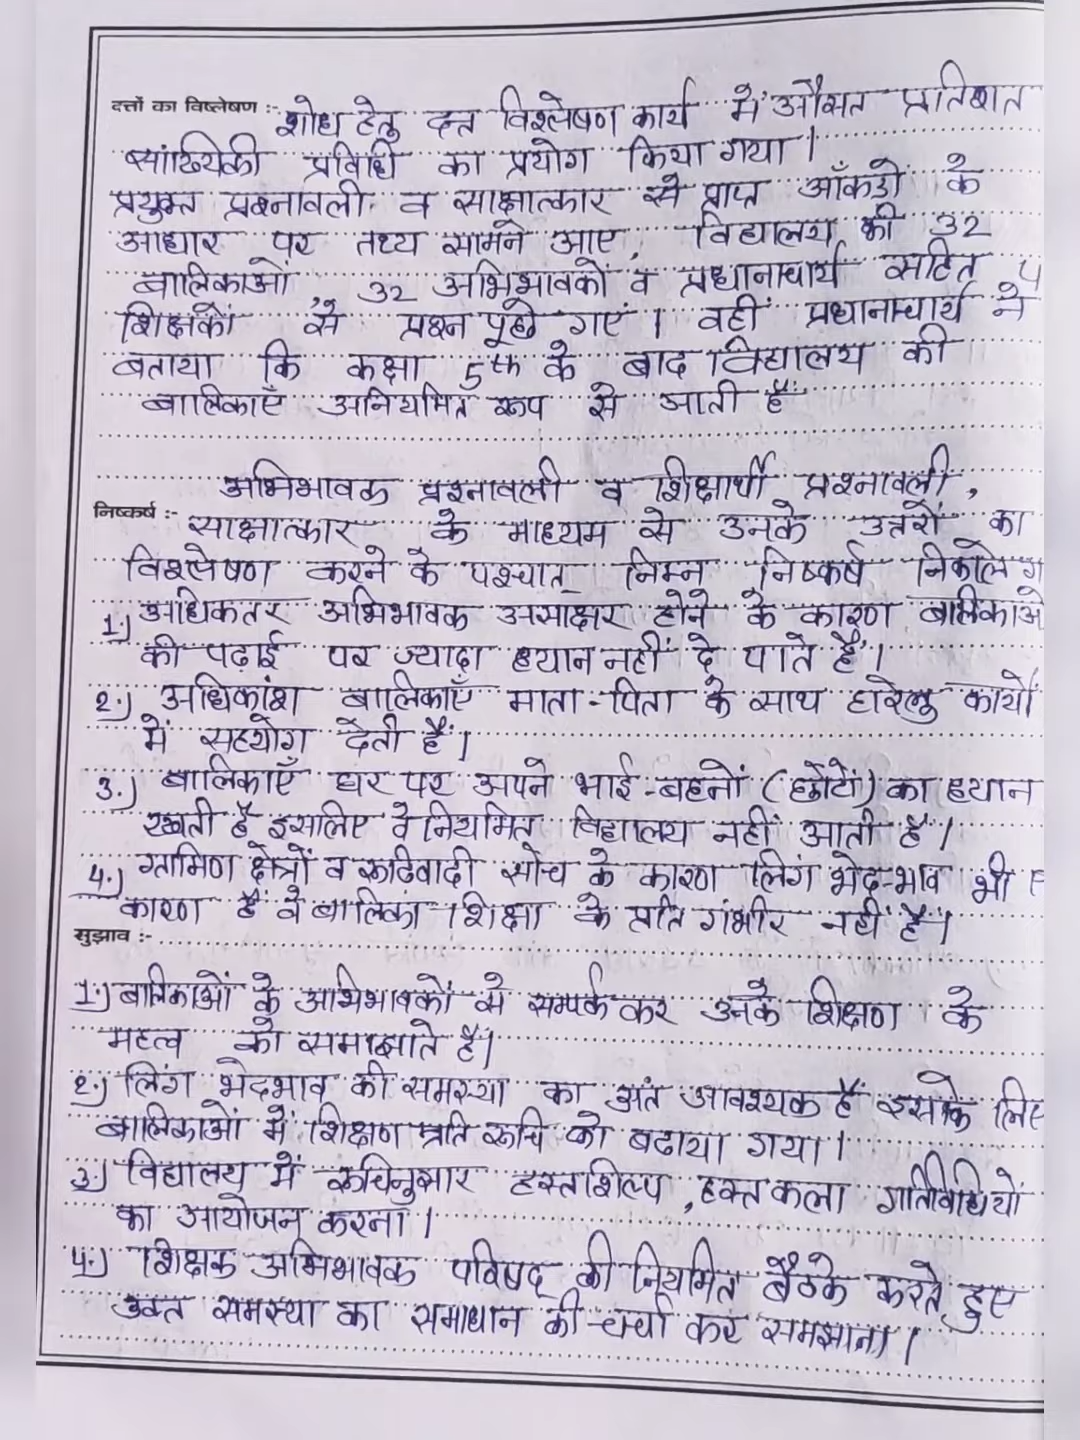 दत्तों का विश्लेषण :- शोध हेतु दत्त विश्लेषण कार्य में औसत प्रतिशत
सांख्यिकी प्रविधि का प्रयोग किया गया।
प्रयुक्त प्रश्नावली व साक्षात्कार से प्राप्त आँकड़ो के
आधार पर तथ्य सामने आए, विद्यालय की 32
बालिकाओं, 32 अभिभावकों व प्रधानाचार्य सहित
शिक्षकों से प्रश्न पूछे गएं। वहीं प्रधानाचार्य ने
बताया कि कक्षा 5th के बाद विद्यालय की
बालिकाएँ अनियमित रूप से आती हैं
अभिभावक प्रश्नावली व शिक्षार्थी प्रश्नावली,
निष्कर्ष :- साक्षात्कार के माध्यम से उनके उत्तरों का
विश्लेषण करने के पश्चात् निम्न निष्कर्ष निकाले
1.) अधिकतर अभिभावक असाक्षर होने के कारण बालिकाओ
की पढ़ाई पर ज्यादा ध्यान नहीं दे पाते हैं।
2.) अधिकांश बालिकाएँ माता-पिता के साथ घरेलु कार्यों
में सहयोग देती हैं।
3.) बालिकाएँ घर पर अपने भाई-बहनों (छोटों) का ध्यान
रखती है इसलिए वे नियमित विद्यालय नहीं आती है।
4.) ग्रामिण क्षेत्रों व रूढिवादी सोच के कारण लिंग भेद-भाव भी
कारण हैं वे बालिका शिक्षा के प्रति गंभीर नहीं हैं।
सुझाव :-
1.) बालिकाओं के अभिभावकों से सम्पर्क कर उनके शिक्षण के
महत्व को समझाते हैं।
2.) लिंग भेदभाव की समस्या का अंत आवश्यक हैं इसके लिए
बालिकाओं में शिक्षण प्रति रूचि को बढाया गया।
3.) विद्यालय में रूचिनुसार हस्तशिल्प, हस्तकला गतिविधियों
का आयोजन करना।
4.) शिक्षक अभिभावक परिषद् की नियमित बैठके करते हुए
उक्त समस्या का समाधान की चर्चा कर समझाना।